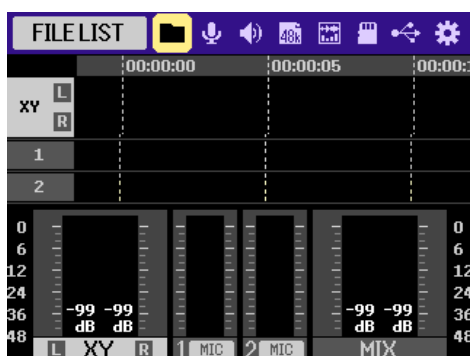 FILE LIST 48k
00:00:00 00:00:05 00:00:
XY L
R
1
2
0 0
6 6
12 12
24 24
36 -99 -99 -99 -99 36
dB dB dB dB
48 48
L XY R 1 MIC 2 MIC MIX